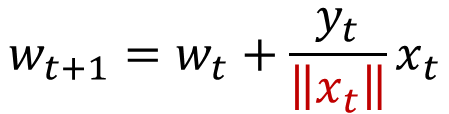 w_{t+1} = w_t + \frac{y_t}{\|x_t\|} x_t